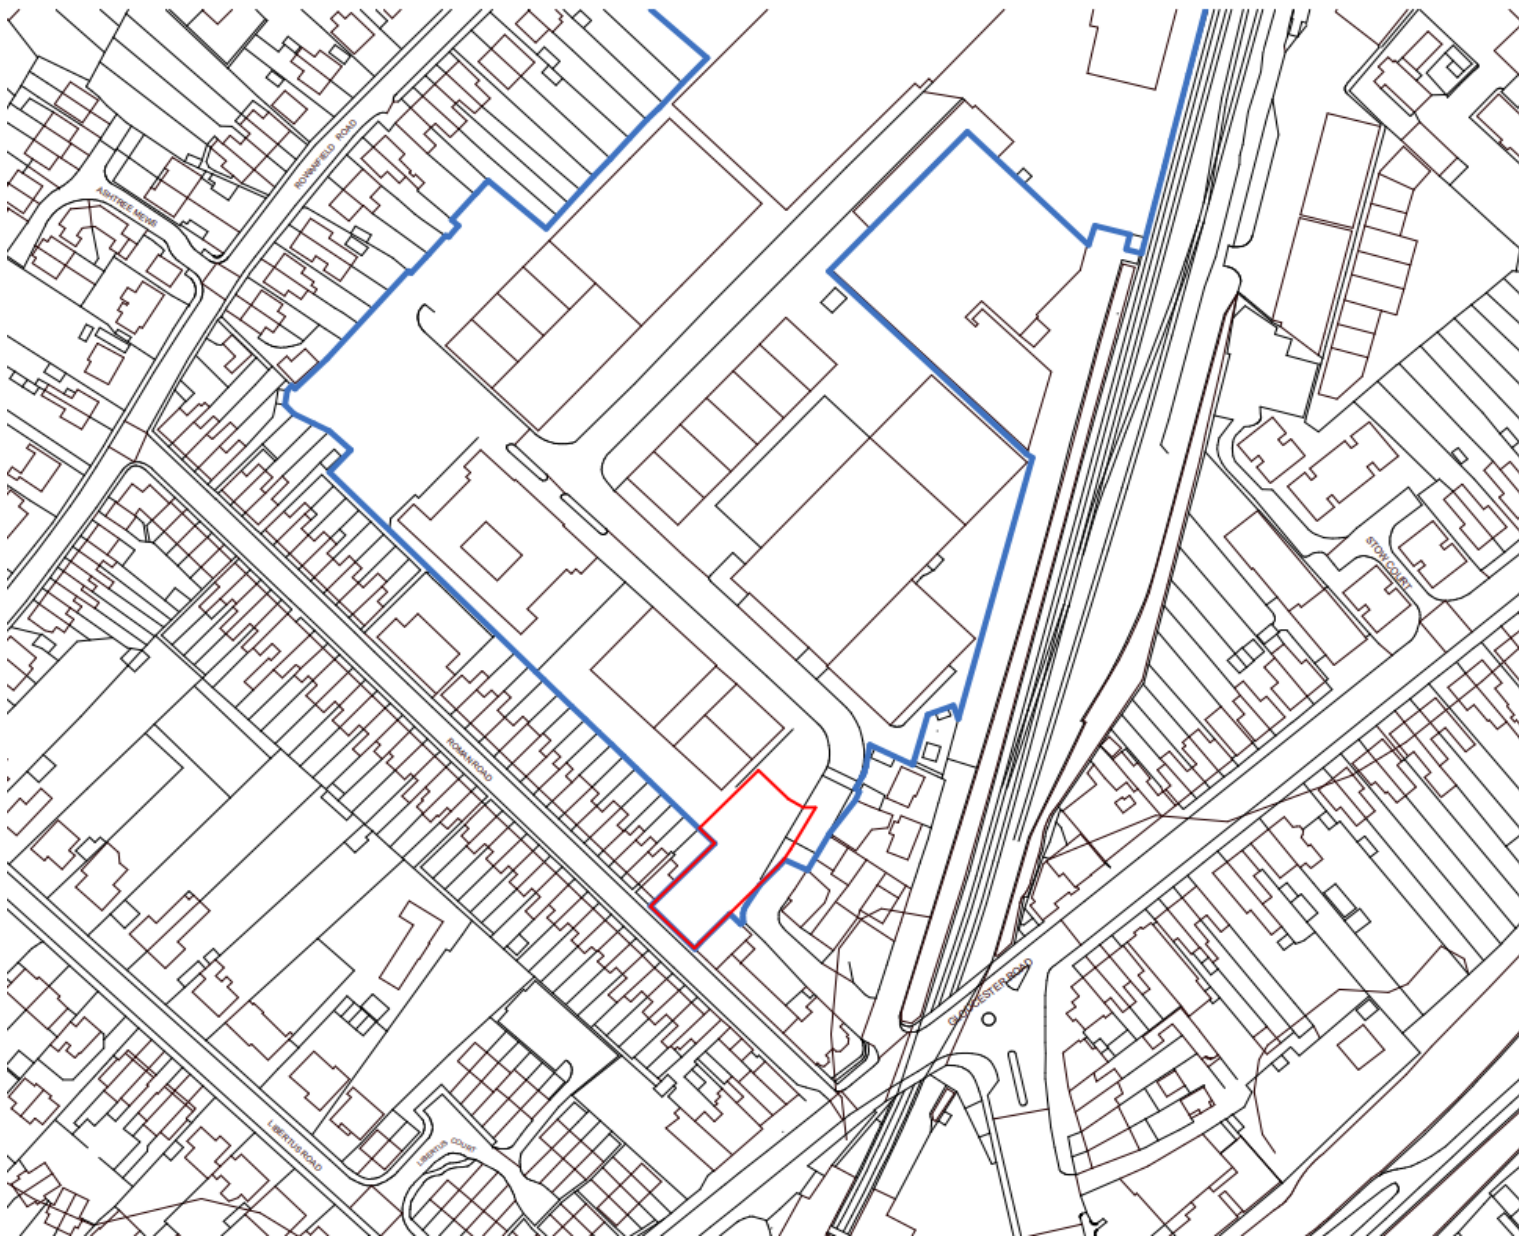 ROWANFIELD ROAD
ASHTREE MEWS
STOW COURT
ROMAN ROAD
GLOUCESTER ROAD
LIBERTUS ROAD
LIBERTUS COURT